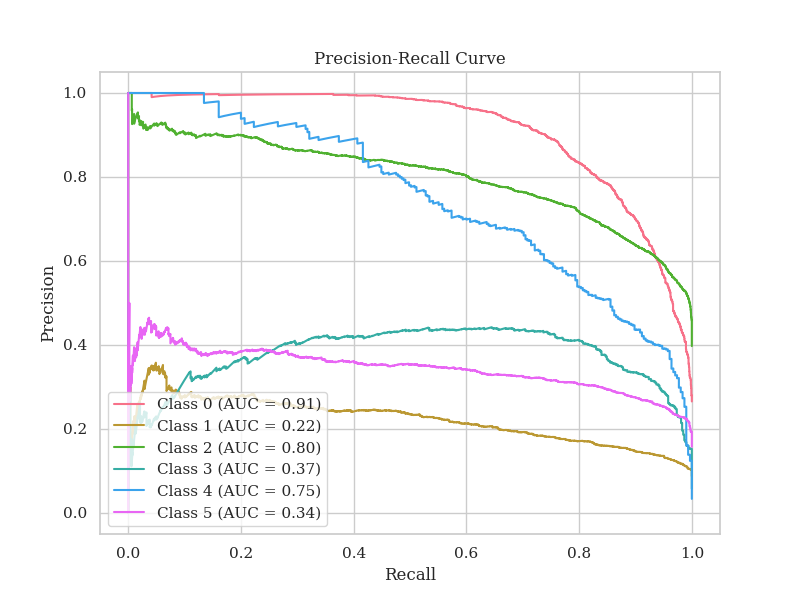 Precision-Recall Curve
Precision
1.0
0.8
0.6
0.4
0.2
0.0
Class 0 (AUC = 0.91)
Class 1 (AUC = 0.22)
Class 2 (AUC = 0.80)
Class 3 (AUC = 0.37)
Class 4 (AUC = 0.75)
Class 5 (AUC = 0.34)
0.0 0.2 0.4 0.6 0.8 1.0
Recall